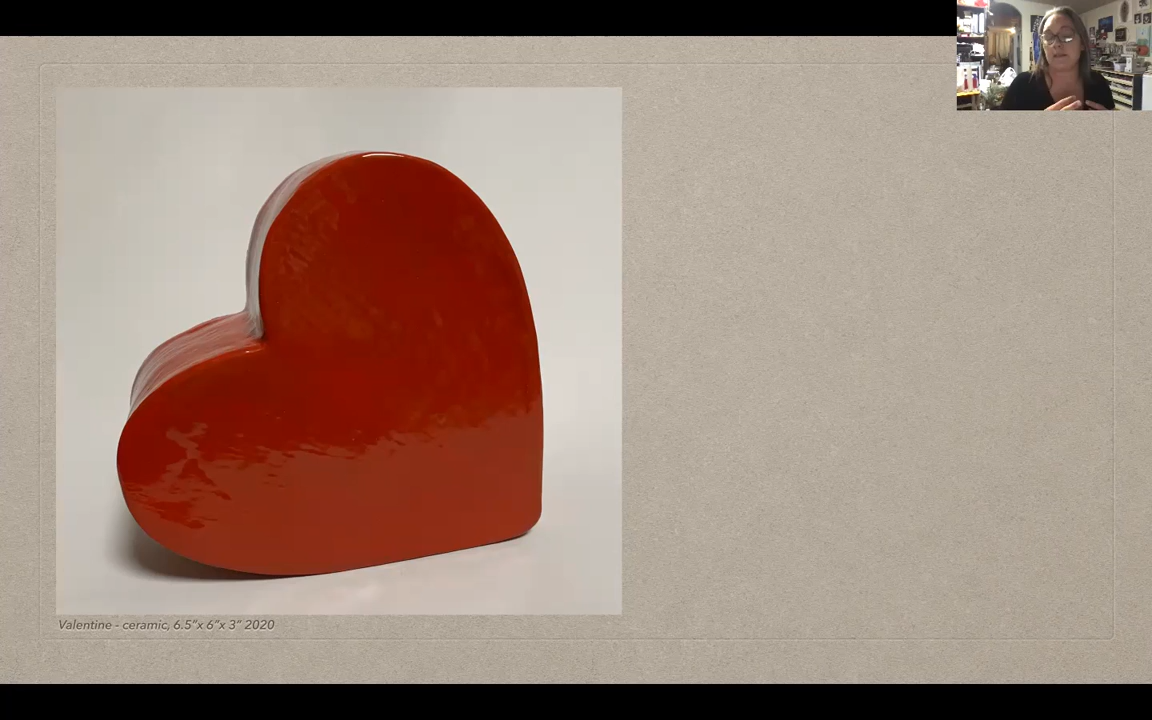 Valentine - ceramic, 6.5”x 6”x 3” 2020